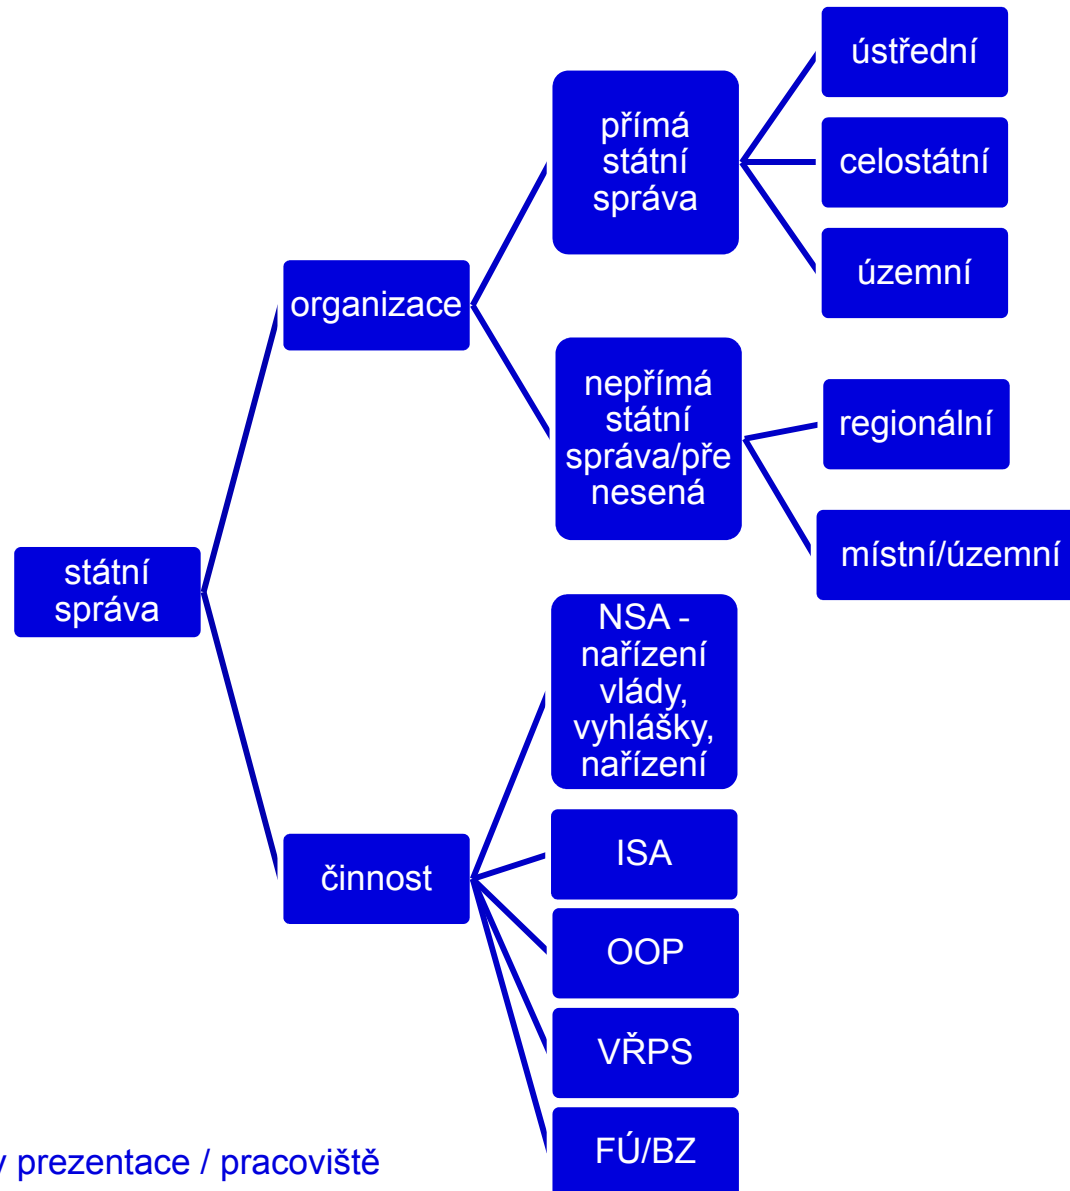 ústřední
přímá
státní
správa
celostátní
územní
organizace
nepřímá
státní
správa/pře
nesená
regionální
místní/územní
státní
správa
NSA -
nařízení
vlády,
vyhlášky,
nařízení
činnost
ISA
OOP
VŘPS
FÚ/BZ
prezentace / pracoviště